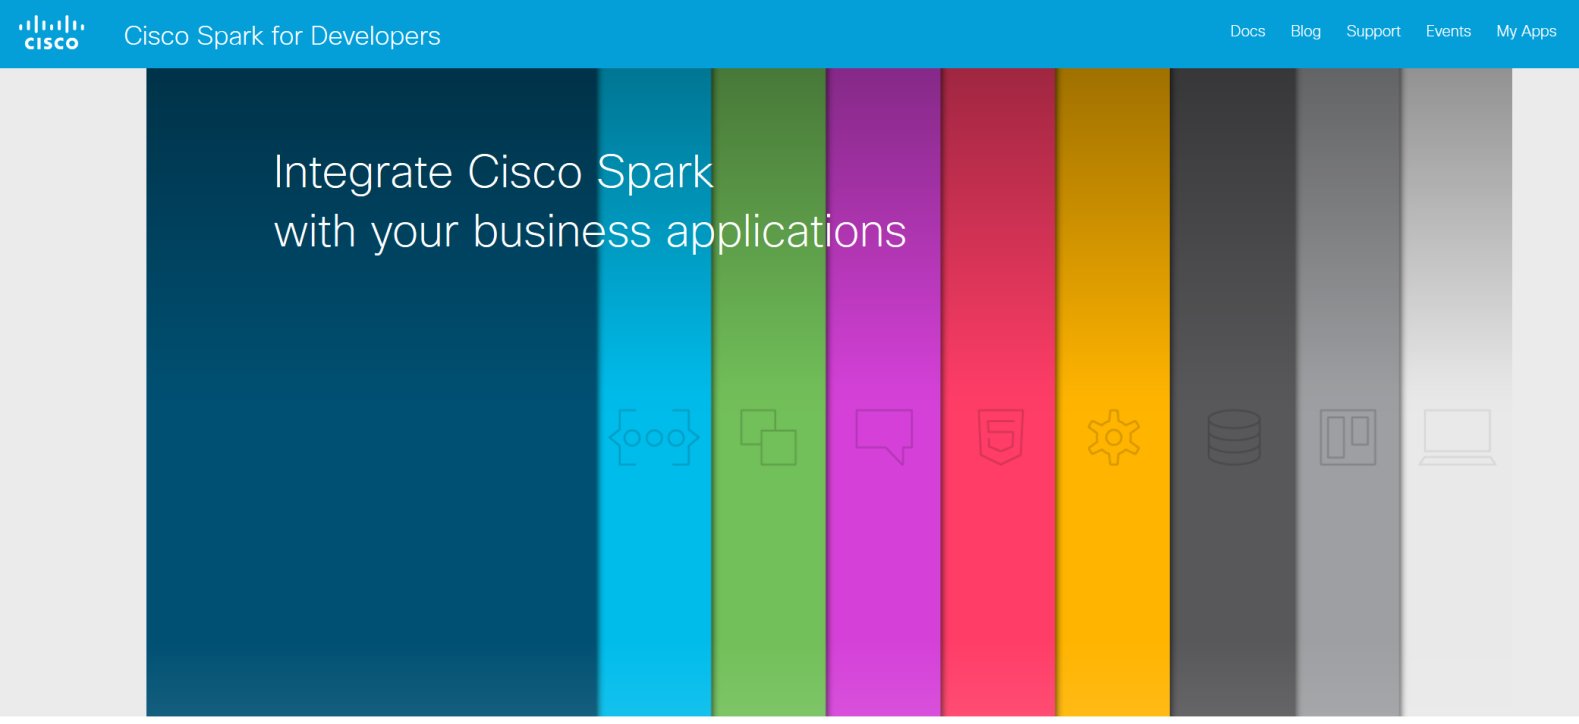 CISCO
Cisco Spark for Developers
Docs Blog Support Events My Apps
Integrate Cisco Spark
with your business applications